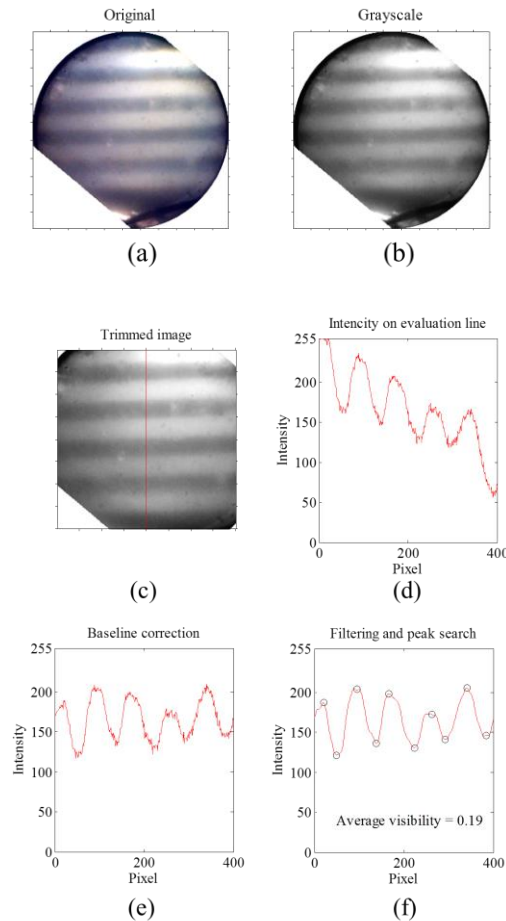 Original
Grayscale
(a)
(b)
Trimmed image
Intencity on evaluation line
255
200
150
100
50
0
Intensity
0 200 400
Pixel
(c)
(d)
Baseline correction
Filtering and peak search
255
200
150
100
50
0
Intensity
0 200 400
Pixel
255
200
150
100
50
0
Intensity
Average visibility = 0.19
0 200 400
Pixel
(e)
(f)